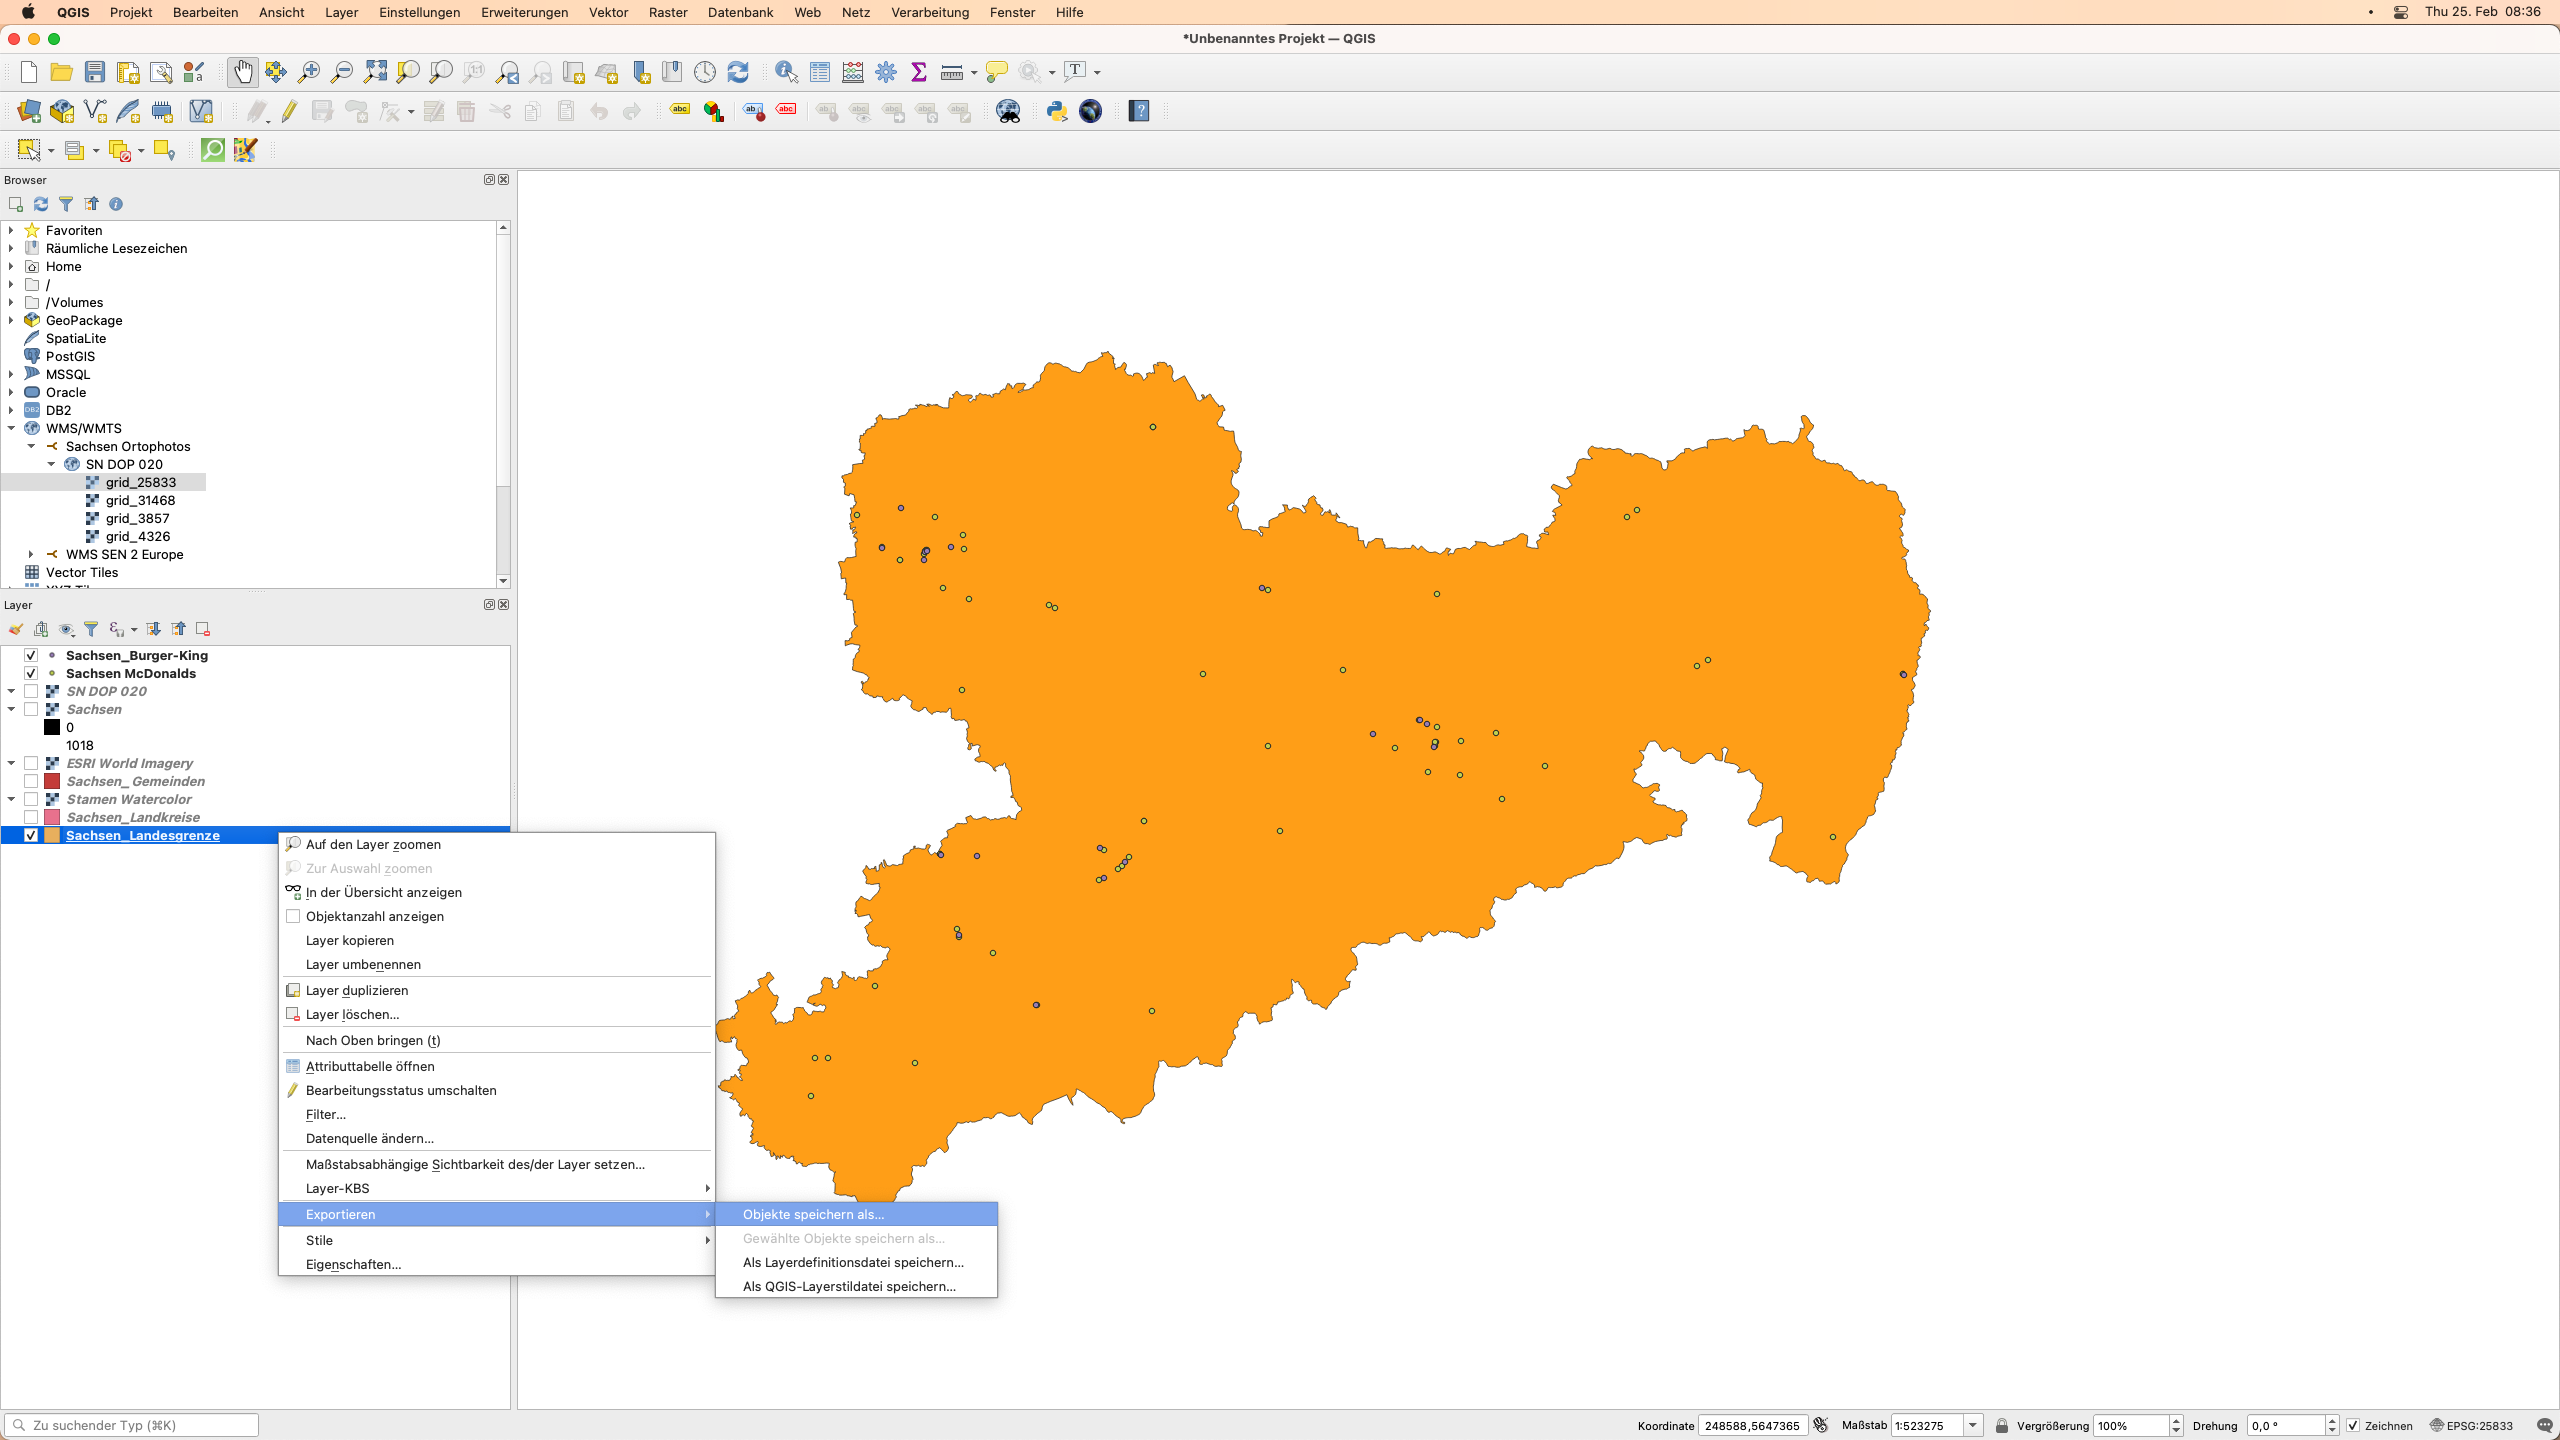 QGIS Projekt Bearbeiten Ansicht Layer Einstellungen Erweiterungen Vektor Raster Datenbank Web Netz Verarbeitung Fenster Hilfe Thu 25. Feb 08:36
*Unbenanntes Projekt — QGIS
Browser
Favoriten
Räumliche Lesezeichen
Home
/
/Volumes
GeoPackage
SpatiaLite
PostGIS
MSSQL
Oracle
DB2
WMS/WMTS
Sachsen Ortophotos
SN DOP 020
grid_25833
grid_31468
grid_3857
grid_4326
WMS SEN 2 Europe
Vector Tiles
Layer
Sachsen_Burger-King
Sachsen McDonalds
SN DOP 020
Sachsen
0
1018
ESRI World Imagery
Sachsen_Gemeinden
Stamen Watercolor
Sachsen_Landkreise
Sachsen_Landesgrenze
Auf den Layer zoomen
Zur Auswahl zoomen
In der Übersicht anzeigen
Objektanzahl anzeigen
Layer kopieren
Layer umbenennen
Layer duplizieren
Layer löschen...
Nach Oben bringen (t)
Attributtabelle öffnen
Bearbeitungsstatus umschalten
Filter...
Datenquelle ändern...
Maßstabsabhängige Sichtbarkeit des/der Layer setzen...
Layer-KBS
Exportieren
Stile
Eigenschaften...
Objekte speichern als...
Gewählte Objekte speichern als...
Als Layerdefinitionsdatei speichern...
Als QGIS-Layerstildatei speichern...
Zu suchender Typ (⌘K) Koordinate 248588,5647365 Maßstab 1:523275 Vergrößerung 100% Drehung 0,0 ° Zeichnen EPSG:25833